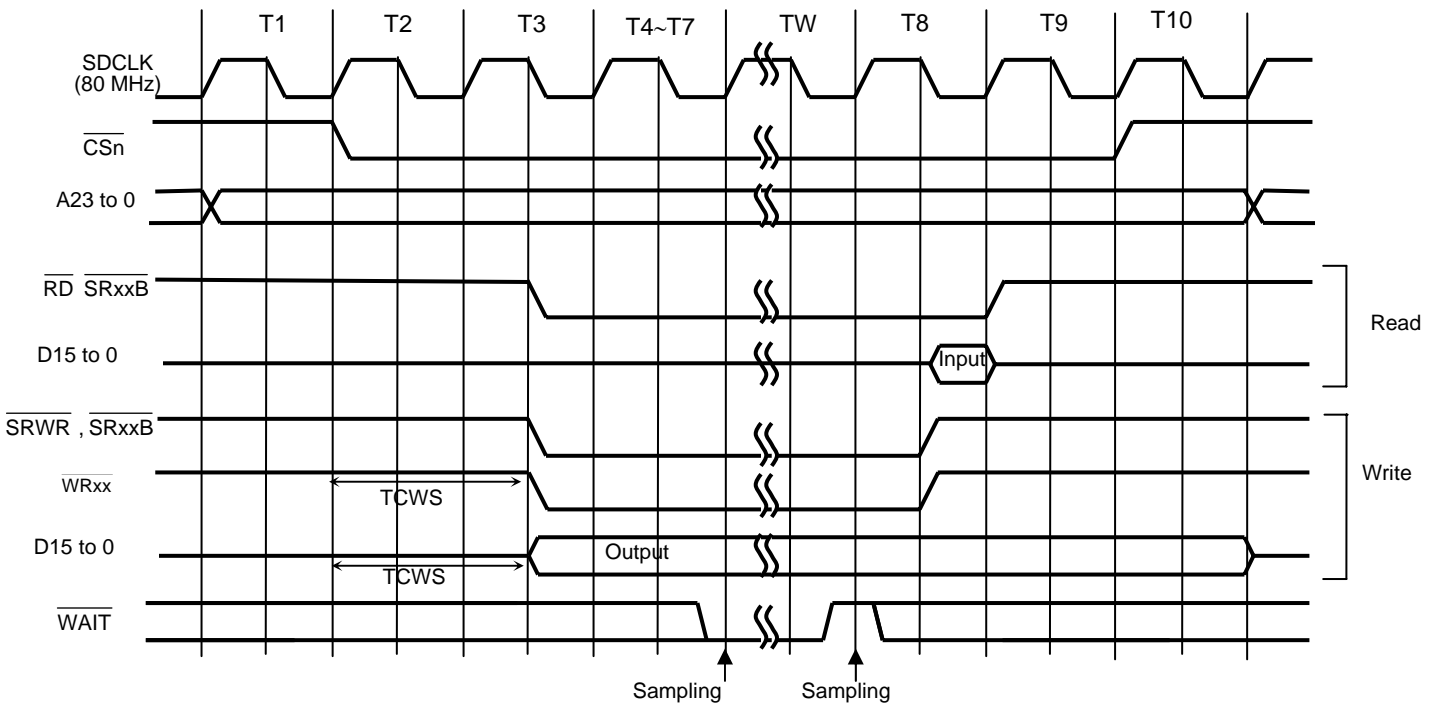 T1 T2 T3 T4~T7 TW T8 T9 T10
SDCLK
(80 MHz)
CSn
A23 to 0
RD SRxxB
Read
D15 to 0
Input
SRWR , SRxxB
WRxx
Write
TCWS
D15 to 0
Output
TCWS
WAIT
Sampling Sampling